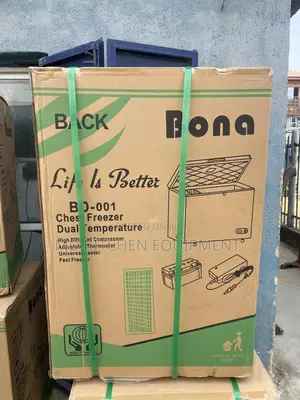 BACK
Bona
Life Is Better
BD-001
Chest Freezer
Dual Temperature
High Efficient Compressor
Adjustable Thermostat
Universal Caster
Fast Freezer